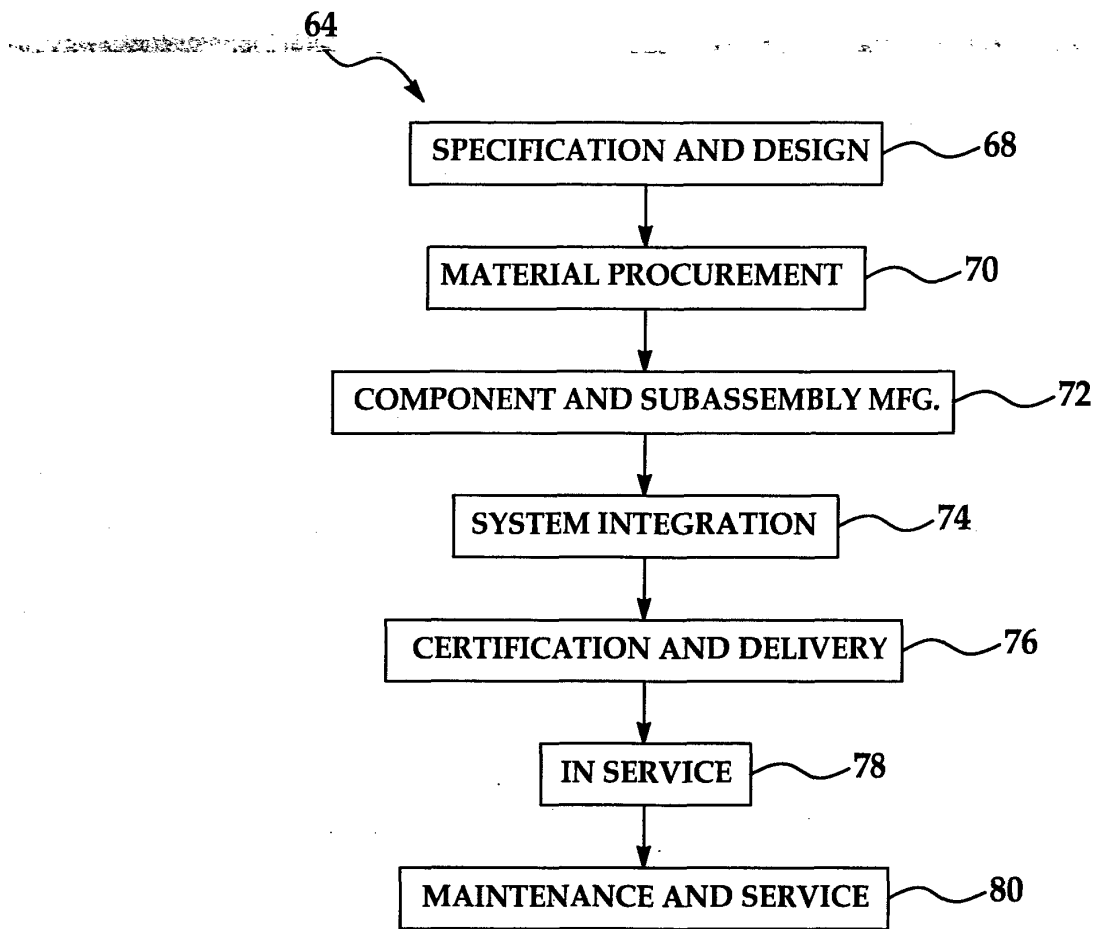 64
SPECIFICATION AND DESIGN 68
MATERIAL PROCUREMENT 70
COMPONENT AND SUBASSEMBLY MFG. 72
SYSTEM INTEGRATION 74
CERTIFICATION AND DELIVERY 76
IN SERVICE 78
MAINTENANCE AND SERVICE 80